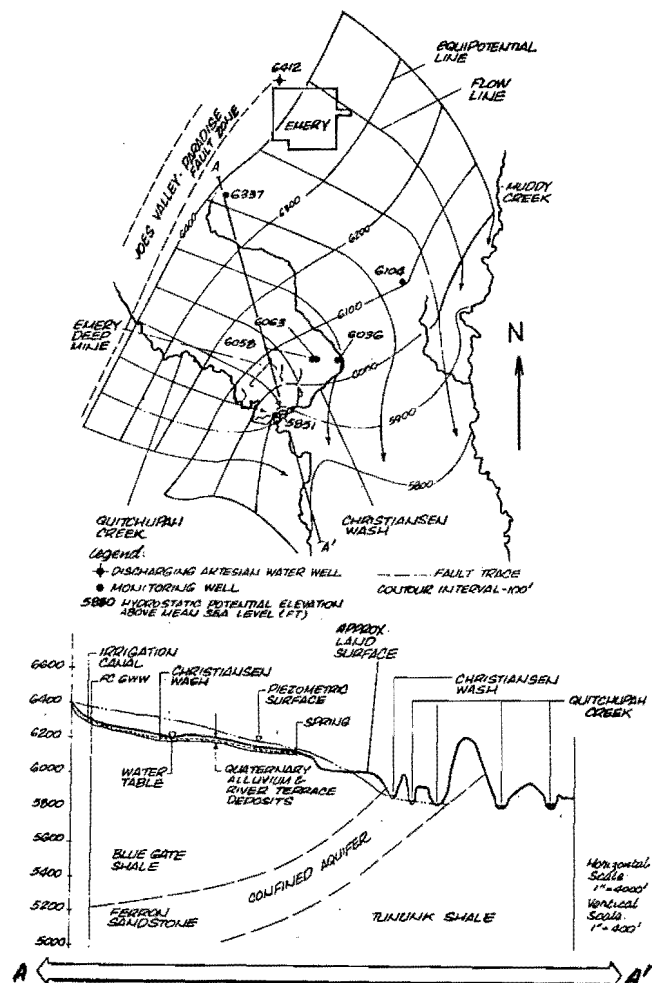 EQUIPOTENTIAL
LINE
FLOW
LINE
6412
EMERY
JOES VALLEY - PARADISE
FAULT ZONE
MUDDY
CREEK
A
6337
6400
6300
6200
6104
6100
6063
6058
6036
6000
EMERY
DEEP
MINE
5900
5851
5800
N
QUITCHUPAH
CREEK
CHRISTIANSEN
WASH
A'
Legend:
DISCHARGING ARTESIAN WATER WELL
MONITORING WELL
HYDROSTATIC POTENTIAL ELEVATION
ABOVE MEAN SEA LEVEL (FT)
FAULT TRACE
CONTOUR INTERVAL-100'
APPROX.
LAND
SURFACE
IRRIGATION
CANAL
FC GWW
CHRISTIANSEN
WASH
PIEZOMETRIC
SURFACE
SPRING
CHRISTIANSEN
WASH
QUITCHUPAH
CREEK
6600
6400
6200
6000
5800
5600
5400
5200
5000
WATER
TABLE
QUATERNARY
ALLUVIUM &
RIVER TERRACE
DEPOSITS
BLUE GATE
SHALE
CONFINED AQUIFER
FERRON
SANDSTONE
TUNUNK SHALE
Horizontal
Scale
1"=4000'
Vertical
Scale.
1"=400'
A
A'